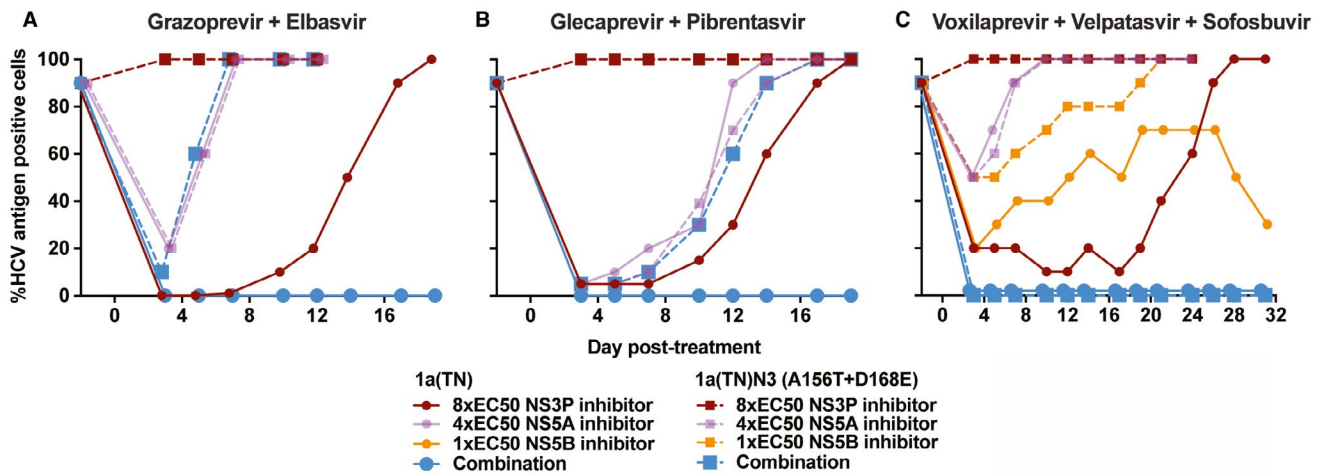 A Grazoprevir + Elbasvir
B Glecaprevir + Pibrentasvir
C Voxilaprevir + Velpatasvir + Sofosbuvir
%HCV antigen positive cells
100
80
60
40
20
0
0 4 8 12 16
0 4 8 12 16
0 4 8 12 16 20 24 28 32
Day post-treatment
1a(TN)
8xEC50 NS3P inhibitor
4xEC50 NS5A inhibitor
1xEC50 NS5B inhibitor
Combination
1a(TN)N3 (A156T+D168E)
8xEC50 NS3P inhibitor
4xEC50 NS5A inhibitor
1xEC50 NS5B inhibitor
Combination